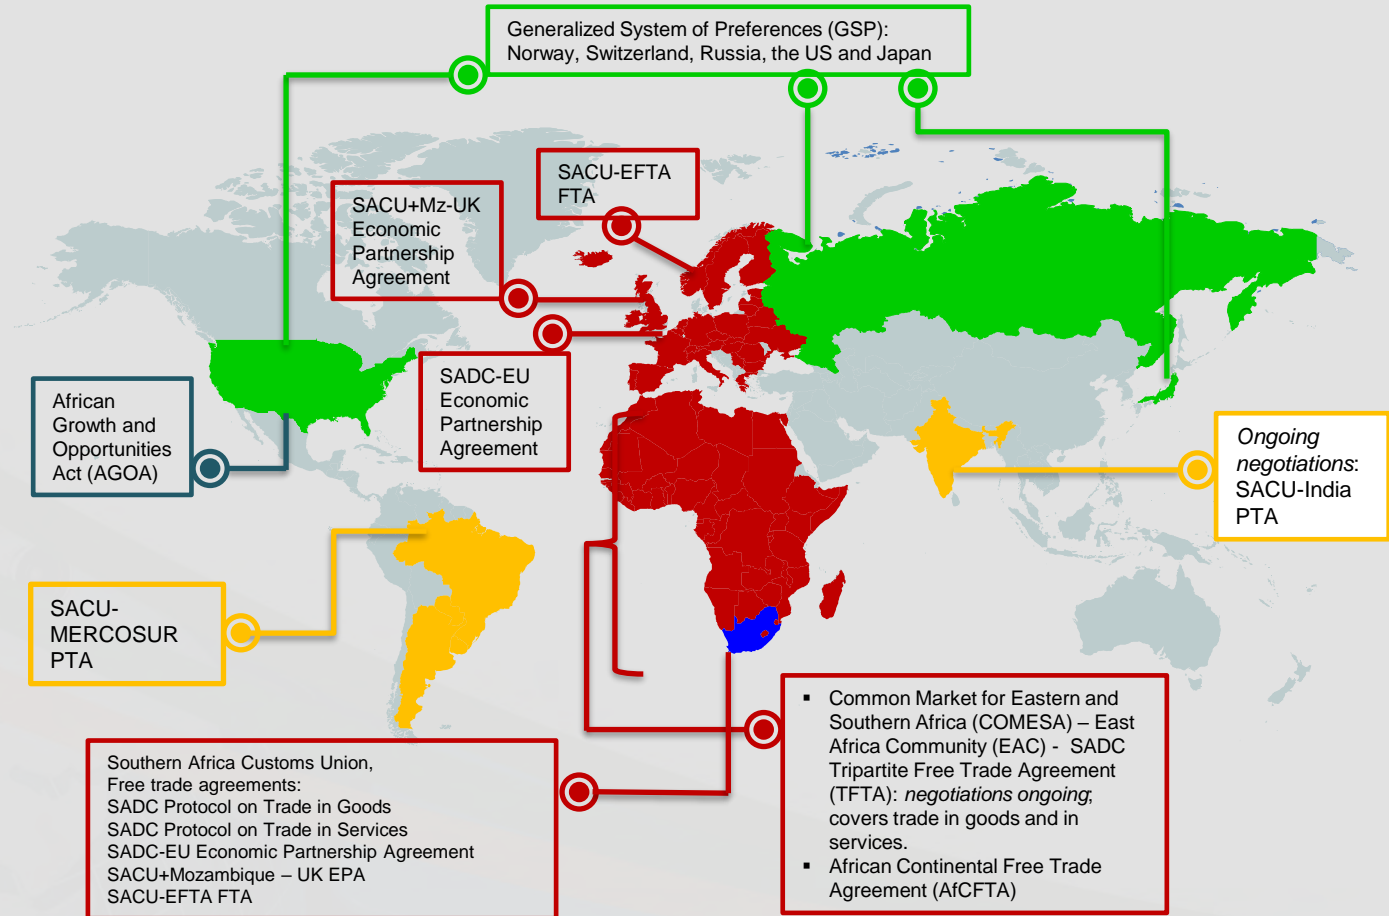 Generalized System of Preferences (GSP):
Norway, Switzerland, Russia, the US and Japan
SACU-EFTA
FTA
SACU+Mz-UK
Economic
Partnership
Agreement
SADC-EU
Economic
Partnership
Agreement
African
Growth and
Opportunities
Act (AGOA)
Ongoing
negotiations:
SACU-India
PTA
SACU-
MERCOSUR
PTA
Southern Africa Customs Union,
Free trade agreements:
SADC Protocol on Trade in Goods
SADC Protocol on Trade in Services
SADC-EU Economic Partnership Agreement
SACU+Mozambique – UK EPA
SACU-EFTA FTA
▪ Common Market for Eastern and
Southern Africa (COMESA) – East
Africa Community (EAC) - SADC
Tripartite Free Trade Agreement
(TFTA): negotiations ongoing;
covers trade in goods and in
services.
▪ African Continental Free Trade
Agreement (AfCFTA)